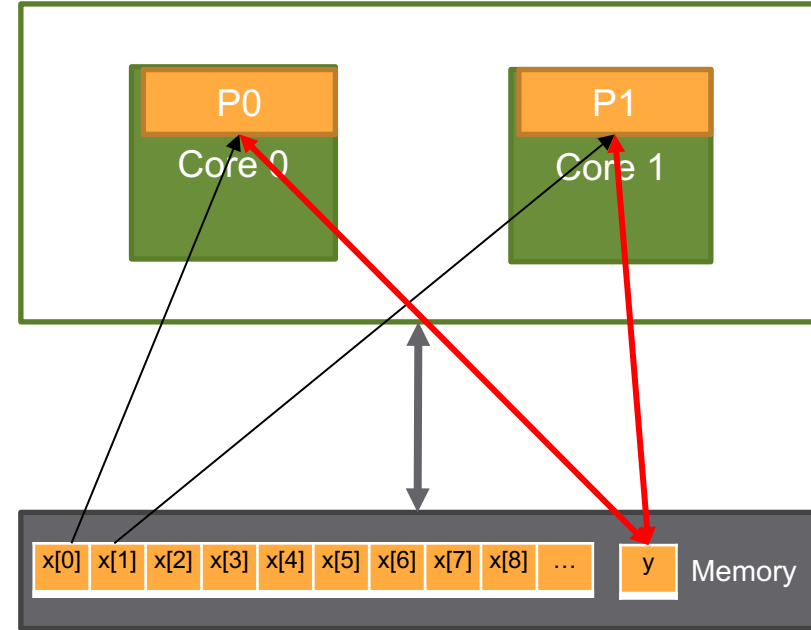 P0
P1
Core 0
Core 1
x[0] x[1] x[2] x[3] x[4] x[5] x[6] x[7] x[8] … y Memory